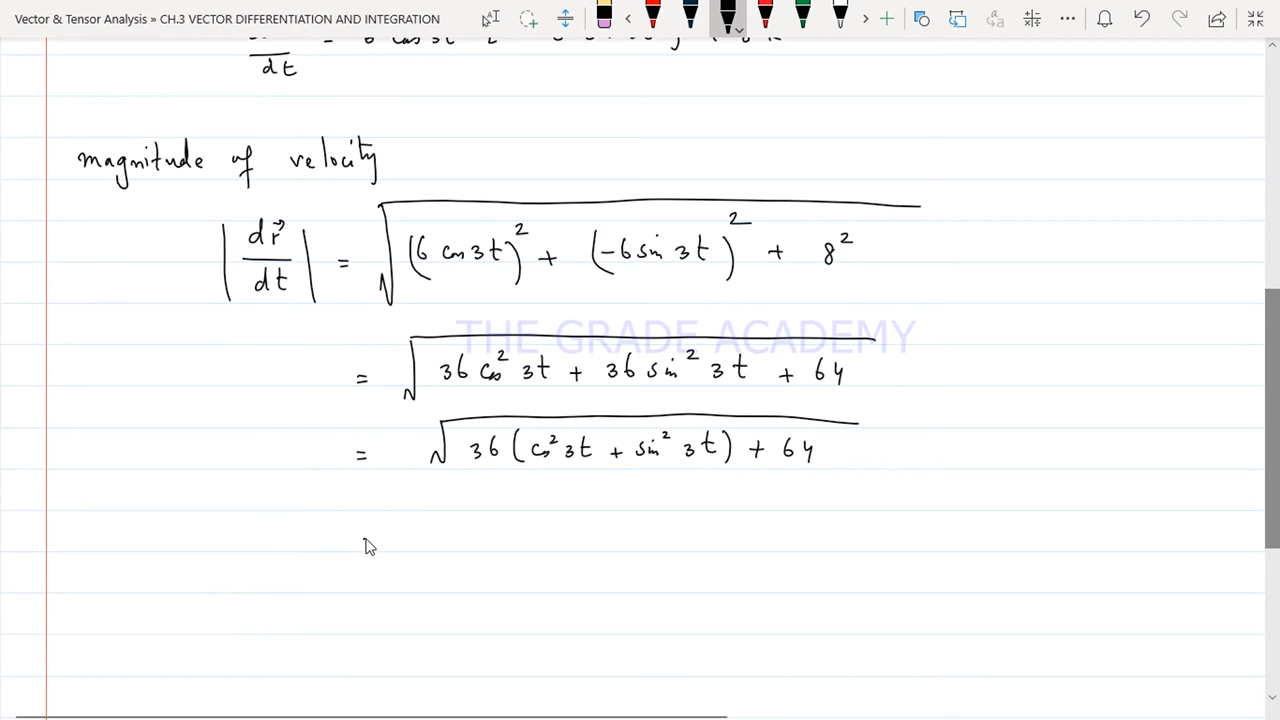 Vector & Tensor Analysis » CH.3 VECTOR DIFFERENTIATION AND INTEGRATION
dt
magnitude of velocity
|dr⃗/dt| = √((6 cos 3t)² + (-6 sin 3t)² + 8²)
THE GRADE ACADEMY
= √(36 cos² 3t + 36 sin² 3t + 64)
= √(36 (cos² 3t + sin² 3t) + 64)